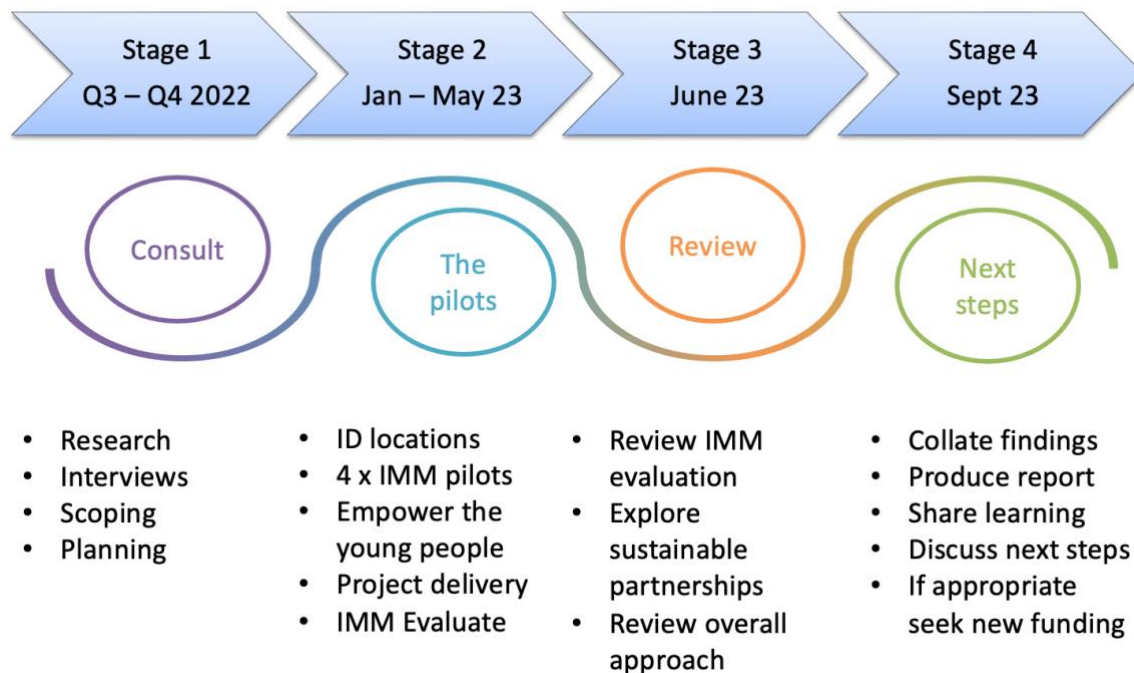 Stage 1
Q3 – Q4 2022
Stage 2
Jan – May 23
Stage 3
June 23
Stage 4
Sept 23
Consult
The
pilots
Review
Next
steps
• Research
• Interviews
• Scoping
• Planning
• ID locations
• 4 x IMM pilots
• Empower the
young people
• Project delivery
• IMM Evaluate
• Review IMM
evaluation
• Explore
sustainable
partnerships
• Review overall
approach
• Collate findings
• Produce report
• Share learning
• Discuss next steps
• If appropriate
seek new funding